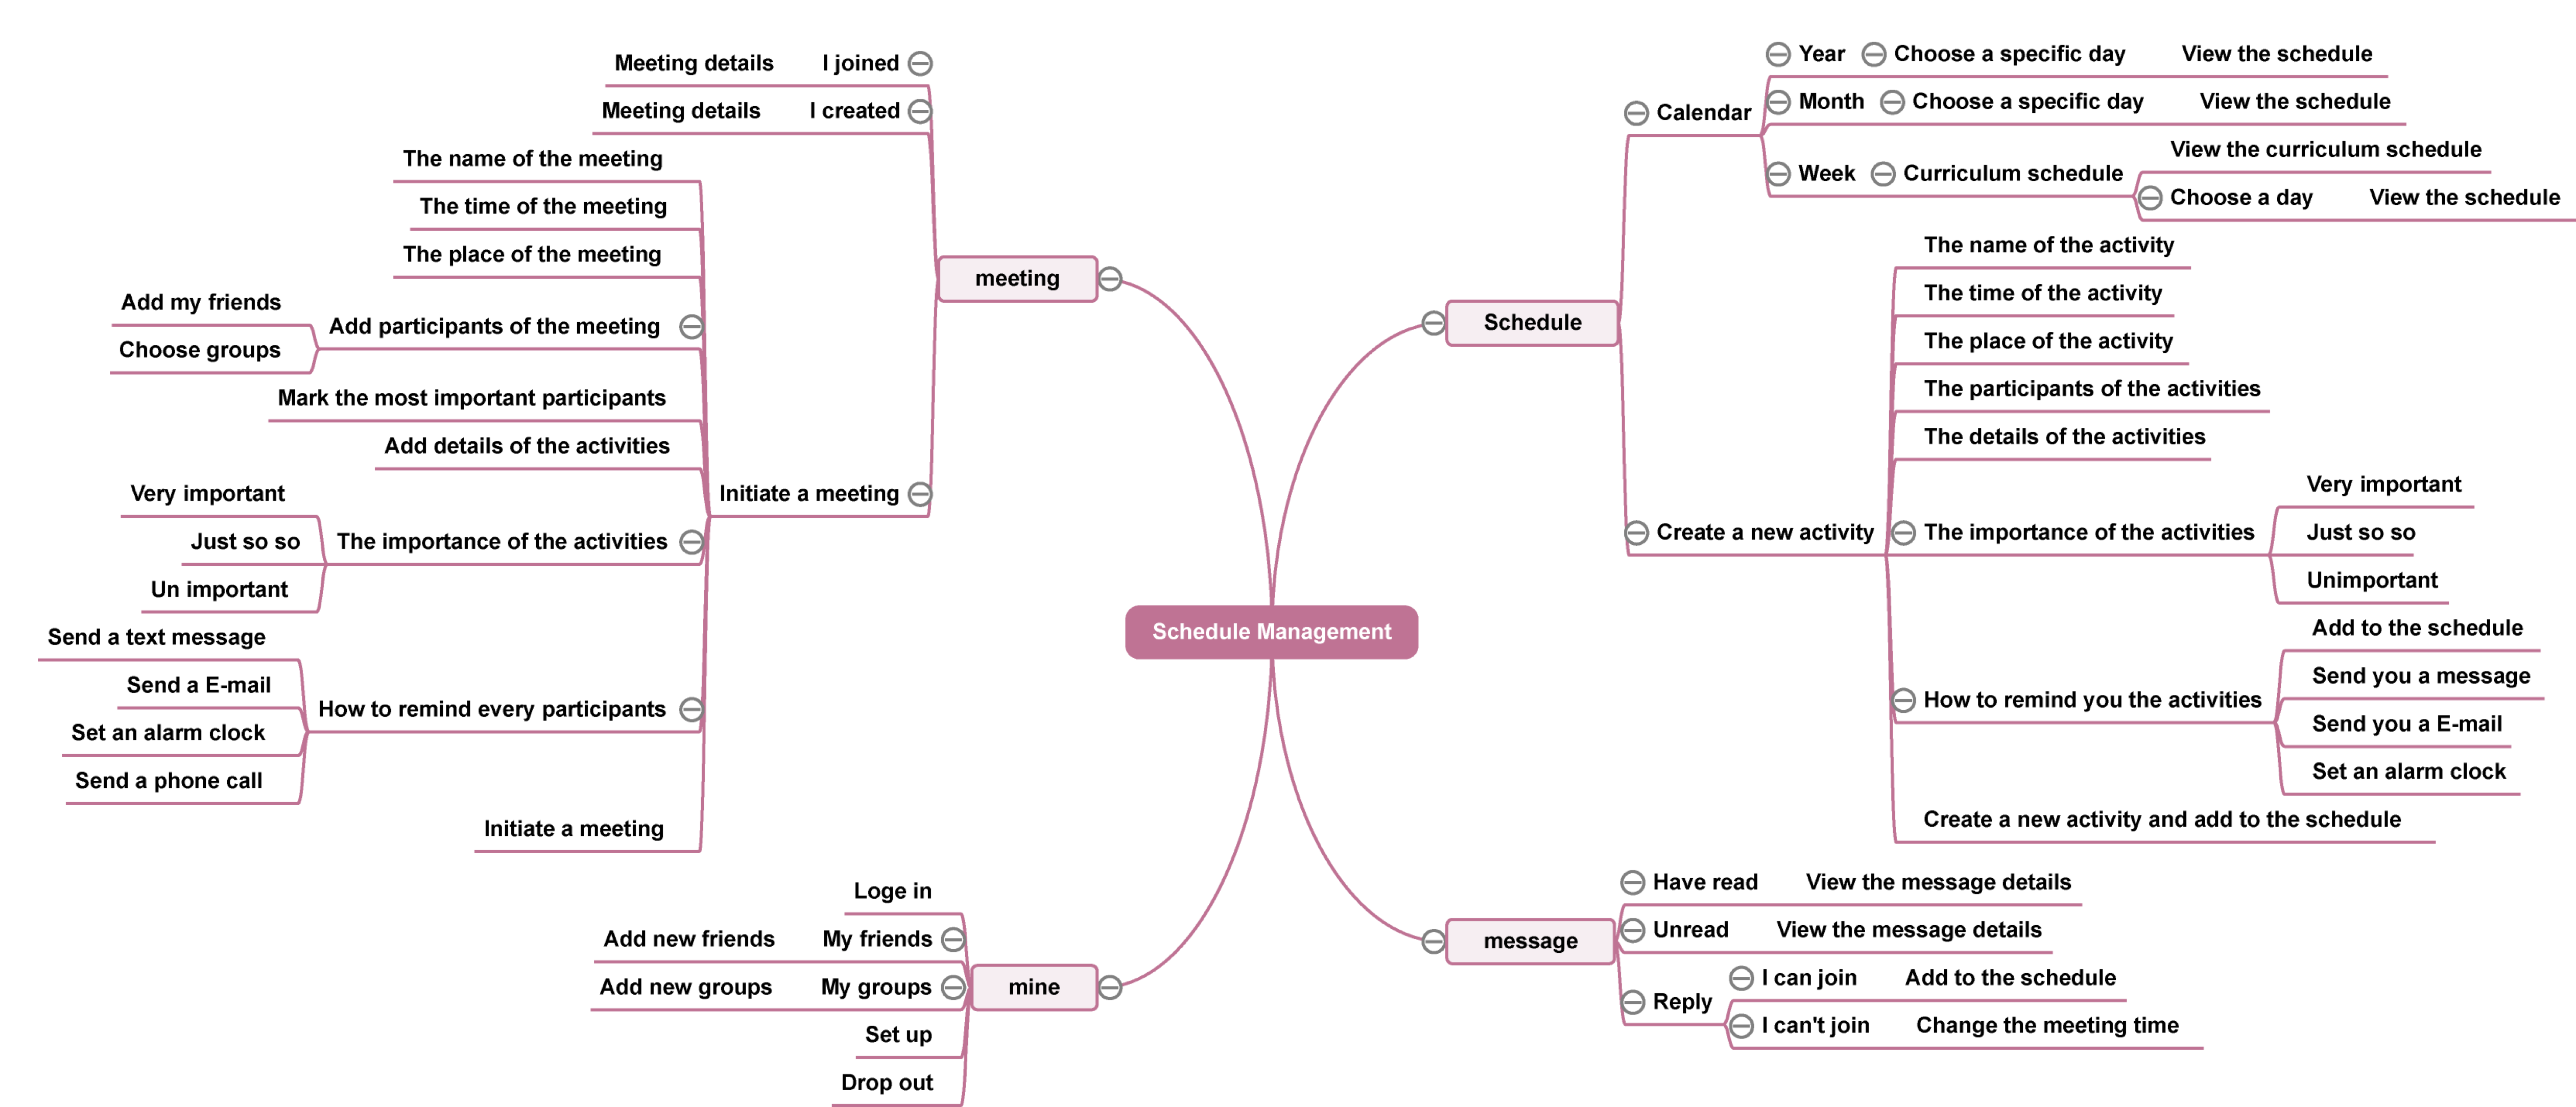 Schedule Management
meeting
I joined
Meeting details
I created
Meeting details
Initiate a meeting
The name of the meeting
The time of the meeting
The place of the meeting
Add participants of the meeting
Add my friends
Choose groups
Mark the most important participants
Add details of the activities
The importance of the activities
Very important
Just so so
Un important
How to remind every participants
Send a text message
Send a E-mail
Set an alarm clock
Send a phone call
Initiate a meeting
mine
Loge in
My friends
Add new friends
My groups
Add new groups
Set up
Drop out
Schedule
Calendar
Year
Choose a specific day
View the schedule
Month
Choose a specific day
View the schedule
Week
Curriculum schedule
View the curriculum schedule
Choose a day
View the schedule
Create a new activity
The name of the activity
The time of the activity
The place of the activity
The participants of the activities
The details of the activities
The importance of the activities
Very important
Just so so
Unimportant
How to remind you the activities
Add to the schedule
Send you a message
Send you a E-mail
Set an alarm clock
Create a new activity and add to the schedule
message
Have read
View the message details
Unread
View the message details
Reply
I can join
Add to the schedule
I can't join
Change the meeting time